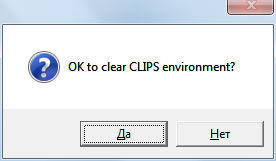 OK to clear CLIPS environment?
Да
Нет